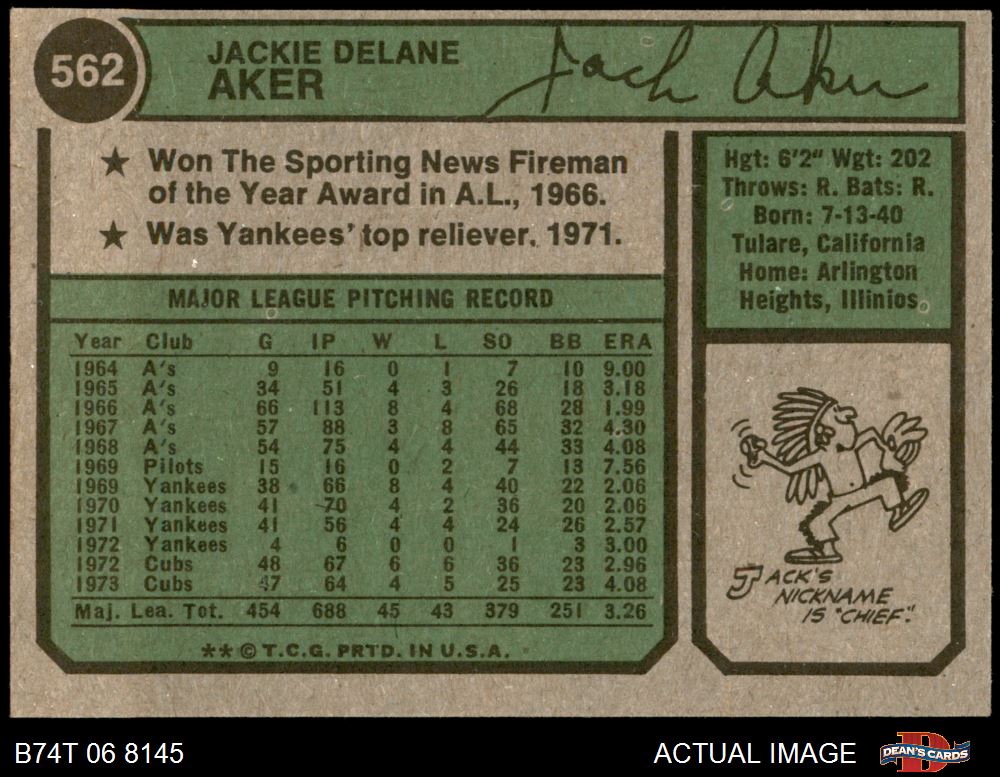 562
JACKIE DELANE
AKER
Jack Aker
★ Won The Sporting News Fireman
of the Year Award in A.L., 1966.
★ Was Yankees' top reliever, 1971.
Hgt: 6'2" Wgt: 202
Throws: R. Bats: R.
Born: 7-13-40
Tulare, California
Home: Arlington
Heights, Illinios
MAJOR LEAGUE PITCHING RECORD
Year Club G IP W L SO BB ERA
1964 A's 9 16 0 1 7 10 9.00
1965 A's 34 51 4 3 26 18 3.18
1966 A's 66 113 8 4 68 28 1.99
1967 A's 57 88 3 8 65 32 4.30
1968 A's 54 75 4 4 44 33 4.08
1969 Pilots 15 16 0 2 7 13 7.56
1969 Yankees 38 66 8 4 40 22 2.06
1970 Yankees 41 70 4 2 36 20 2.06
1971 Yankees 41 56 4 4 24 26 2.57
1972 Yankees 4 6 0 0 1 3 3.00
1972 Cubs 48 67 6 6 36 23 2.96
1973 Cubs 47 64 4 5 25 23 4.08
Maj. Lea. Tot. 454 688 45 43 379 251 3.26
**© T.C.G. PRTD. IN U.S.A.
JACK'S
NICKNAME
IS "CHIEF."
B74T 06 8145
ACTUAL IMAGE
DEAN'S CARDS